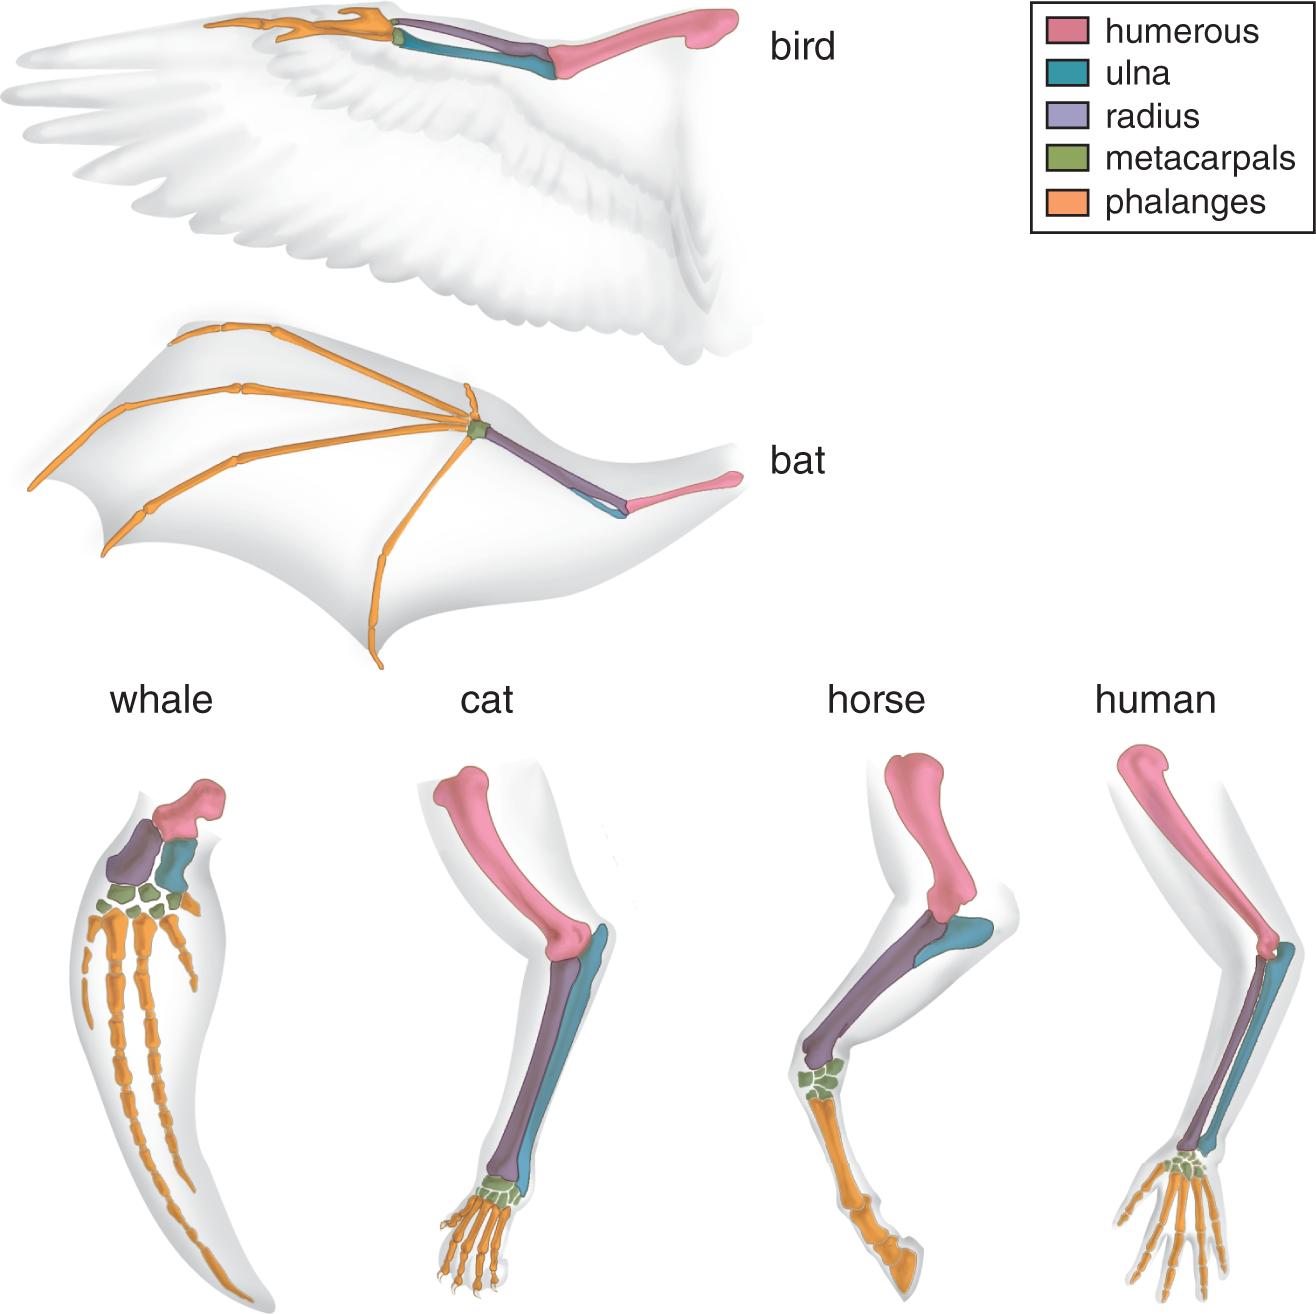 bird
humerous
ulna
radius
metacarpals
phalanges
bat
whale
cat
horse
human